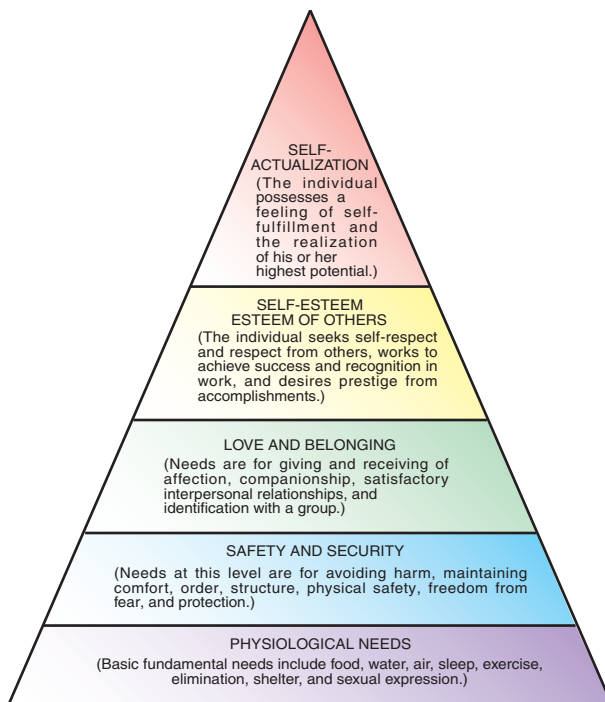 SELF-
ACTUALIZATION
(The individual
possesses a
feeling of self-
fulfillment and
the realization
of his or her
highest potential.)
SELF-ESTEEM
ESTEEM OF OTHERS
(The individual seeks self-respect
and respect from others, works to
achieve success and recognition in
work, and desires prestige from
accomplishments.)
LOVE AND BELONGING
(Needs are for giving and receiving of
affection, companionship, satisfactory
interpersonal relationships, and
identification with a group.)
SAFETY AND SECURITY
(Needs at this level are for avoiding harm, maintaining
comfort, order, structure, physical safety, freedom from
fear, and protection.)
PHYSIOLOGICAL NEEDS
(Basic fundamental needs include food, water, air, sleep, exercise,
elimination, shelter, and sexual expression.)